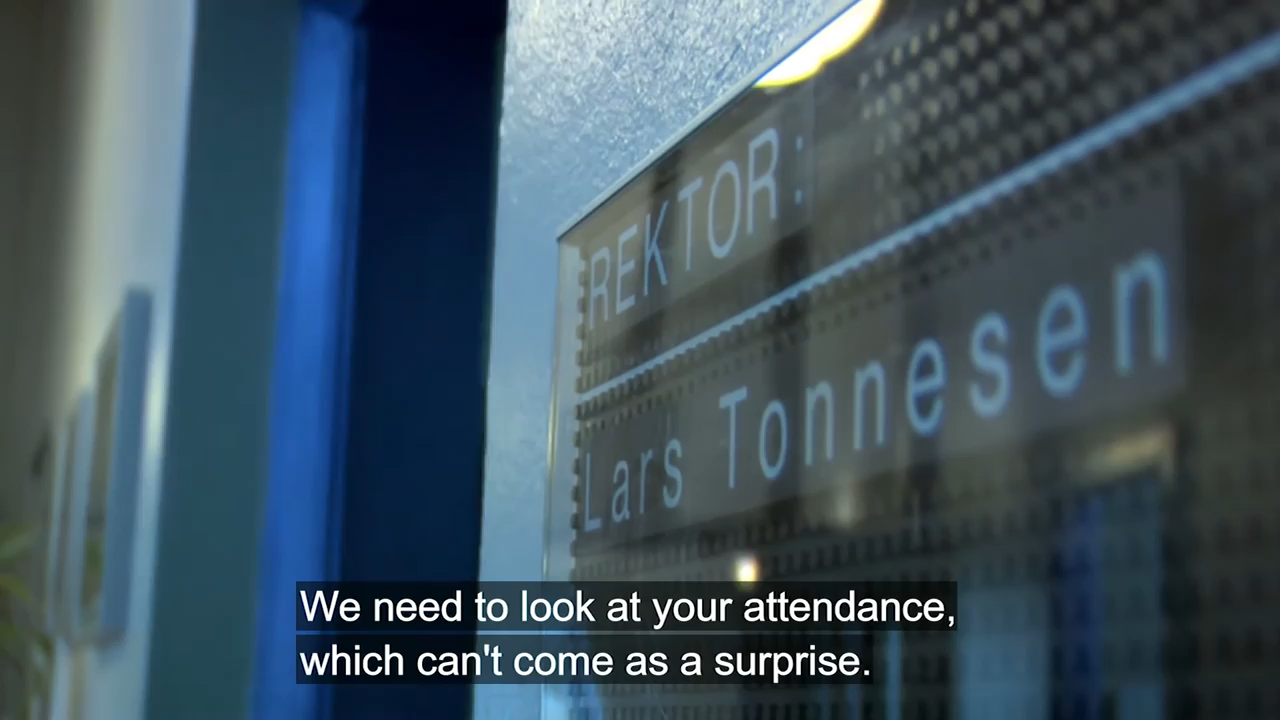 REKTOR:
Lars Tonnesen
We need to look at your attendance,
which can't come as a surprise.